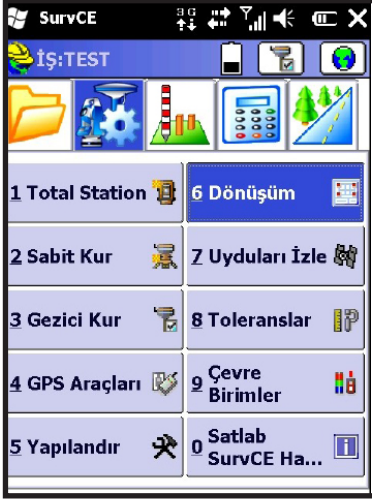 SurvCE 3G
İŞ:TEST
1 Total Station
6 Dönüşüm
2 Sabit Kur
7 Uyduları İzle
3 Gezici Kur
8 Toleranslar
4 GPS Araçları
9 Çevre
Birimler
5 Yapılandır
0 Satlab
SurvCE Ha...